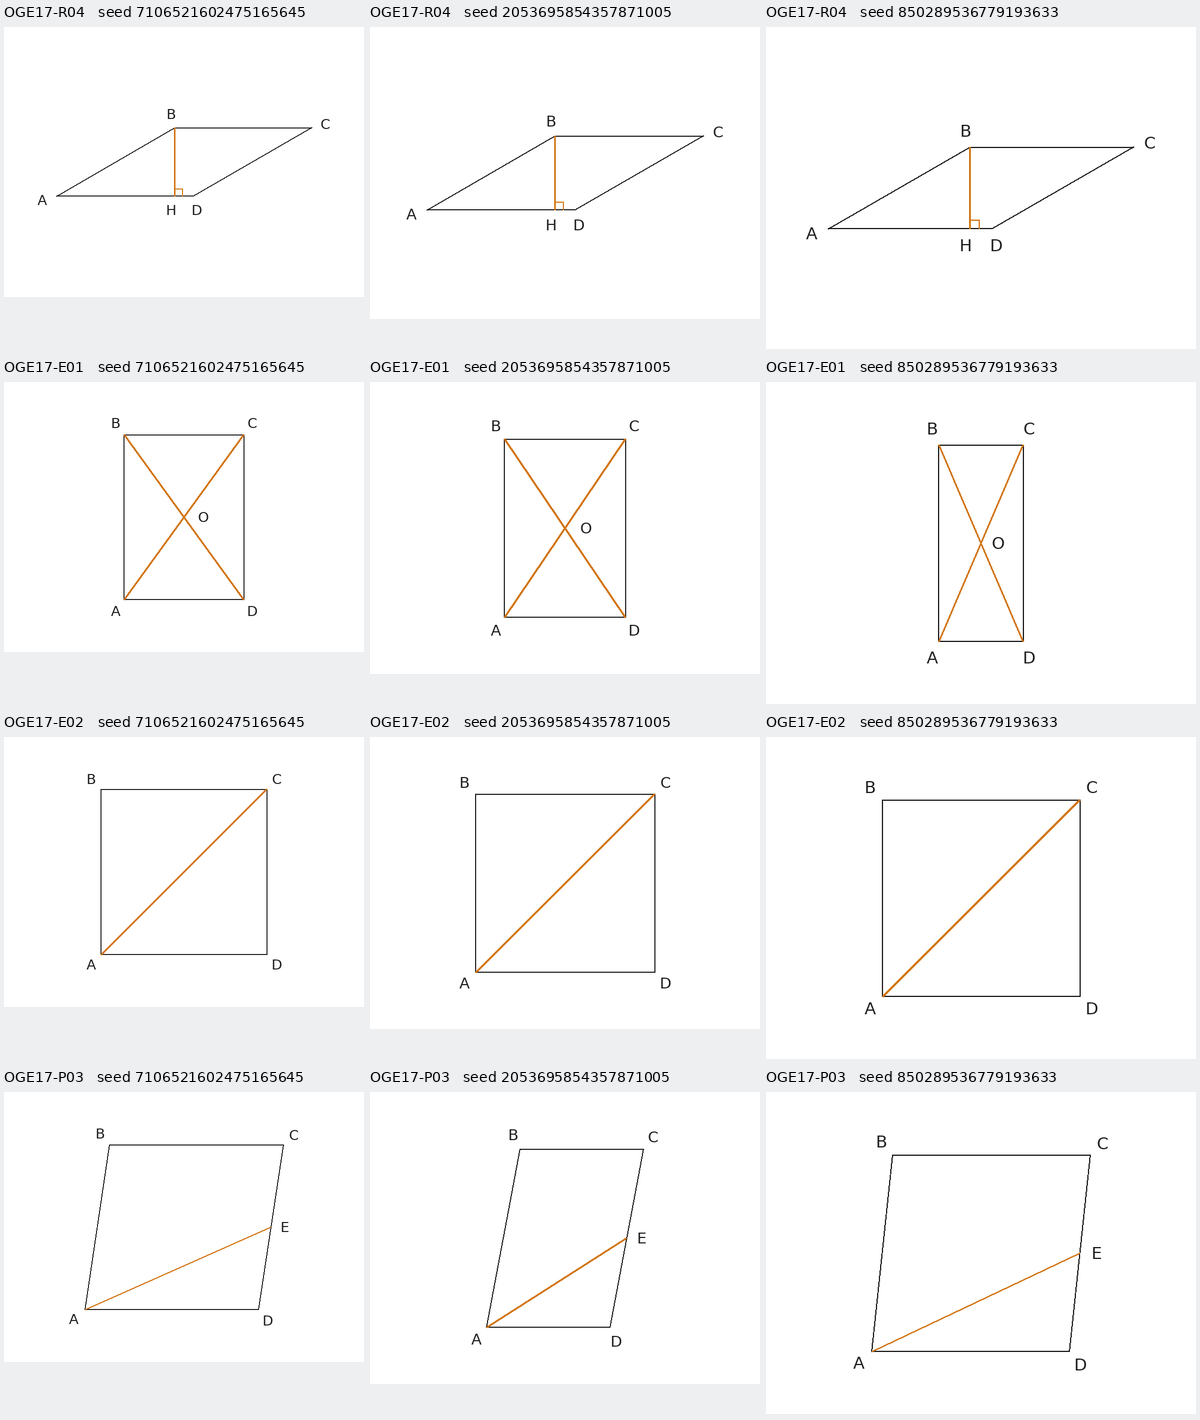 OGE17-R04 seed 7106521602475165645
OGE17-R04 seed 2053695854357871005
OGE17-R04 seed 850289536779193633
B
C
A
H D
B
C
A
H D
B
C
A
H D
OGE17-E01 seed 7106521602475165645
OGE17-E01 seed 2053695854357871005
OGE17-E01 seed 850289536779193633
B C
O
A D
B C
O
A D
B C
O
A D
OGE17-E02 seed 7106521602475165645
OGE17-E02 seed 2053695854357871005
OGE17-E02 seed 850289536779193633
B C
A D
B C
A D
B C
A D
OGE17-P03 seed 7106521602475165645
OGE17-P03 seed 2053695854357871005
OGE17-P03 seed 850289536779193633
B C
E
A D
B C
E
A D
B C
E
A D